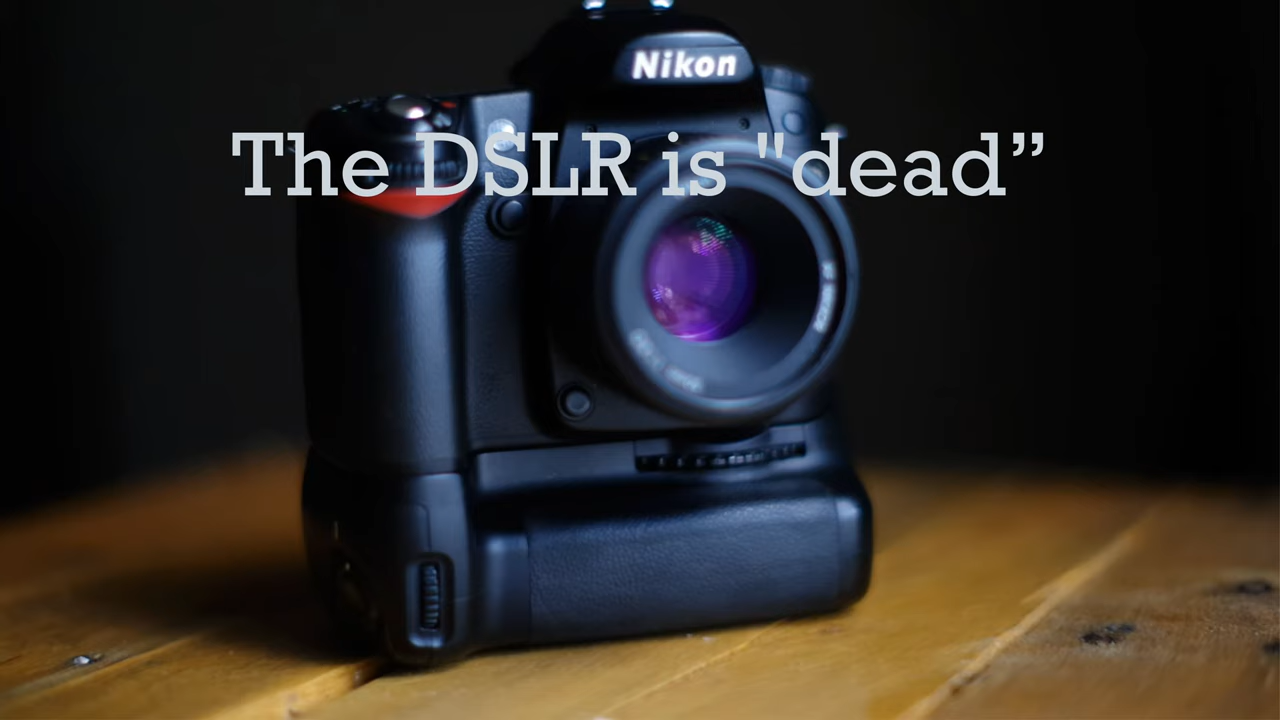 Nikon
The DSLR is "dead”